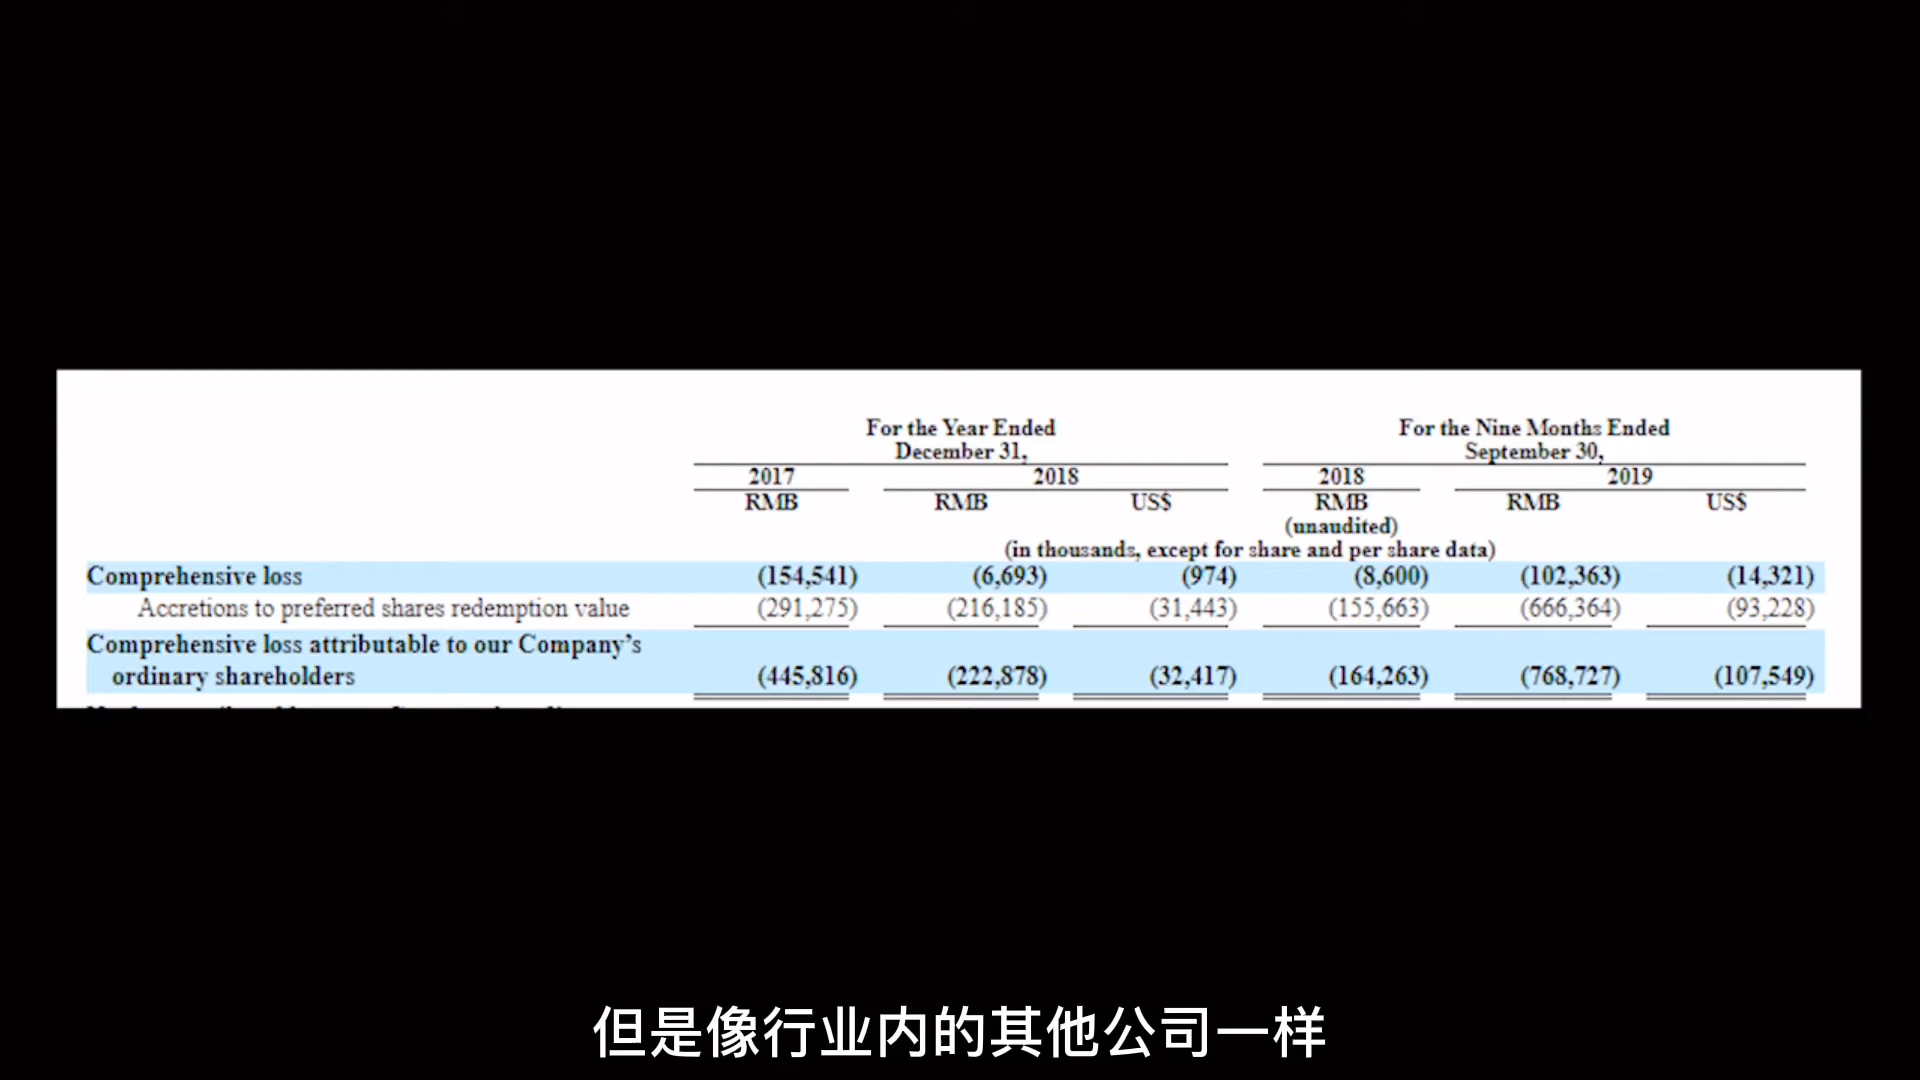 For the Year Ended
December 31,
For the Nine Months Ended
September 30,
2017
2018
2018
2019
RMB
RMB
US$
RMB
RMB
US$
(unaudited)
(in thousands, except for share and per share data)
Comprehensive loss (154,541) (6,693) (974) (8,600) (102,363) (14,321)
Accretions to preferred shares redemption value (291,275) (216,185) (31,443) (155,663) (666,364) (93,228)
Comprehensive loss attributable to our Company's
ordinary shareholders (445,816) (222,878) (32,417) (164,263) (768,727) (107,549)
但是像行业内的其他公司一样